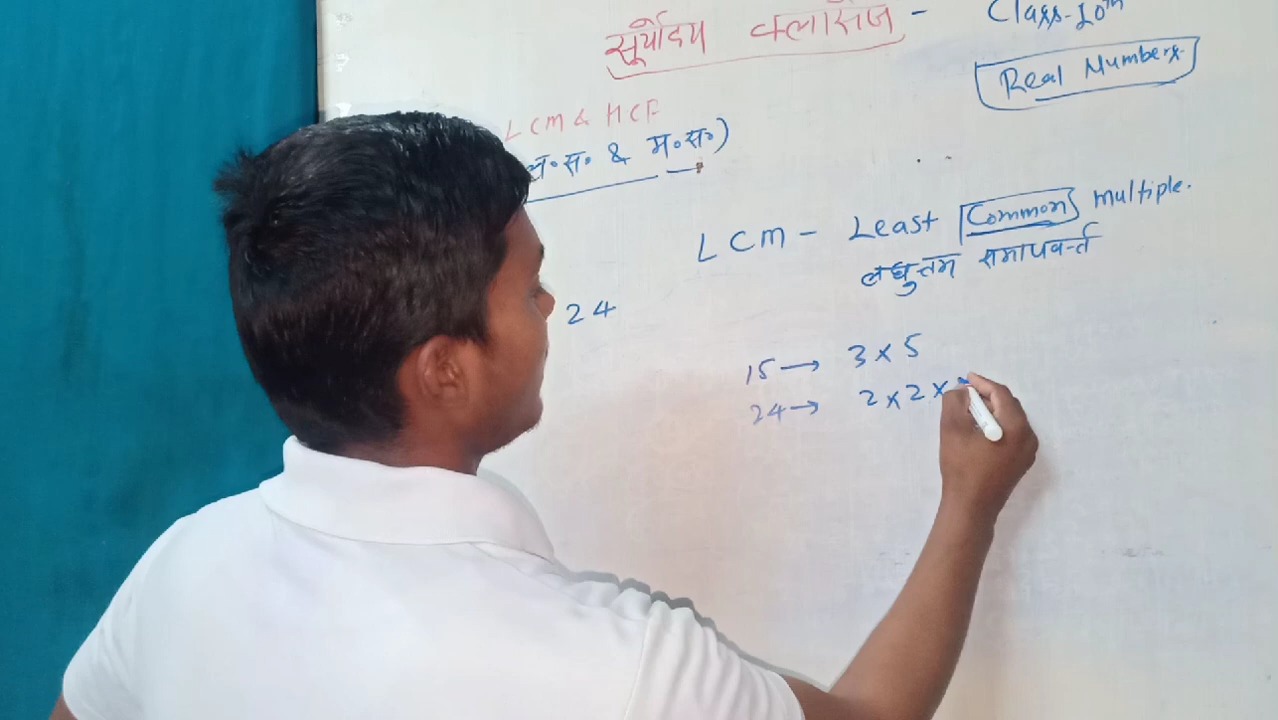 सूर्योदय क्लासेज - Class-10th
Real Numbers.
LCM & HCF
ल०स० & म०स०)
LCM - Least Common multiple.
लघुत्तम समापवर्त
24
15 → 3 × 5
24 → 2 × 2 ×